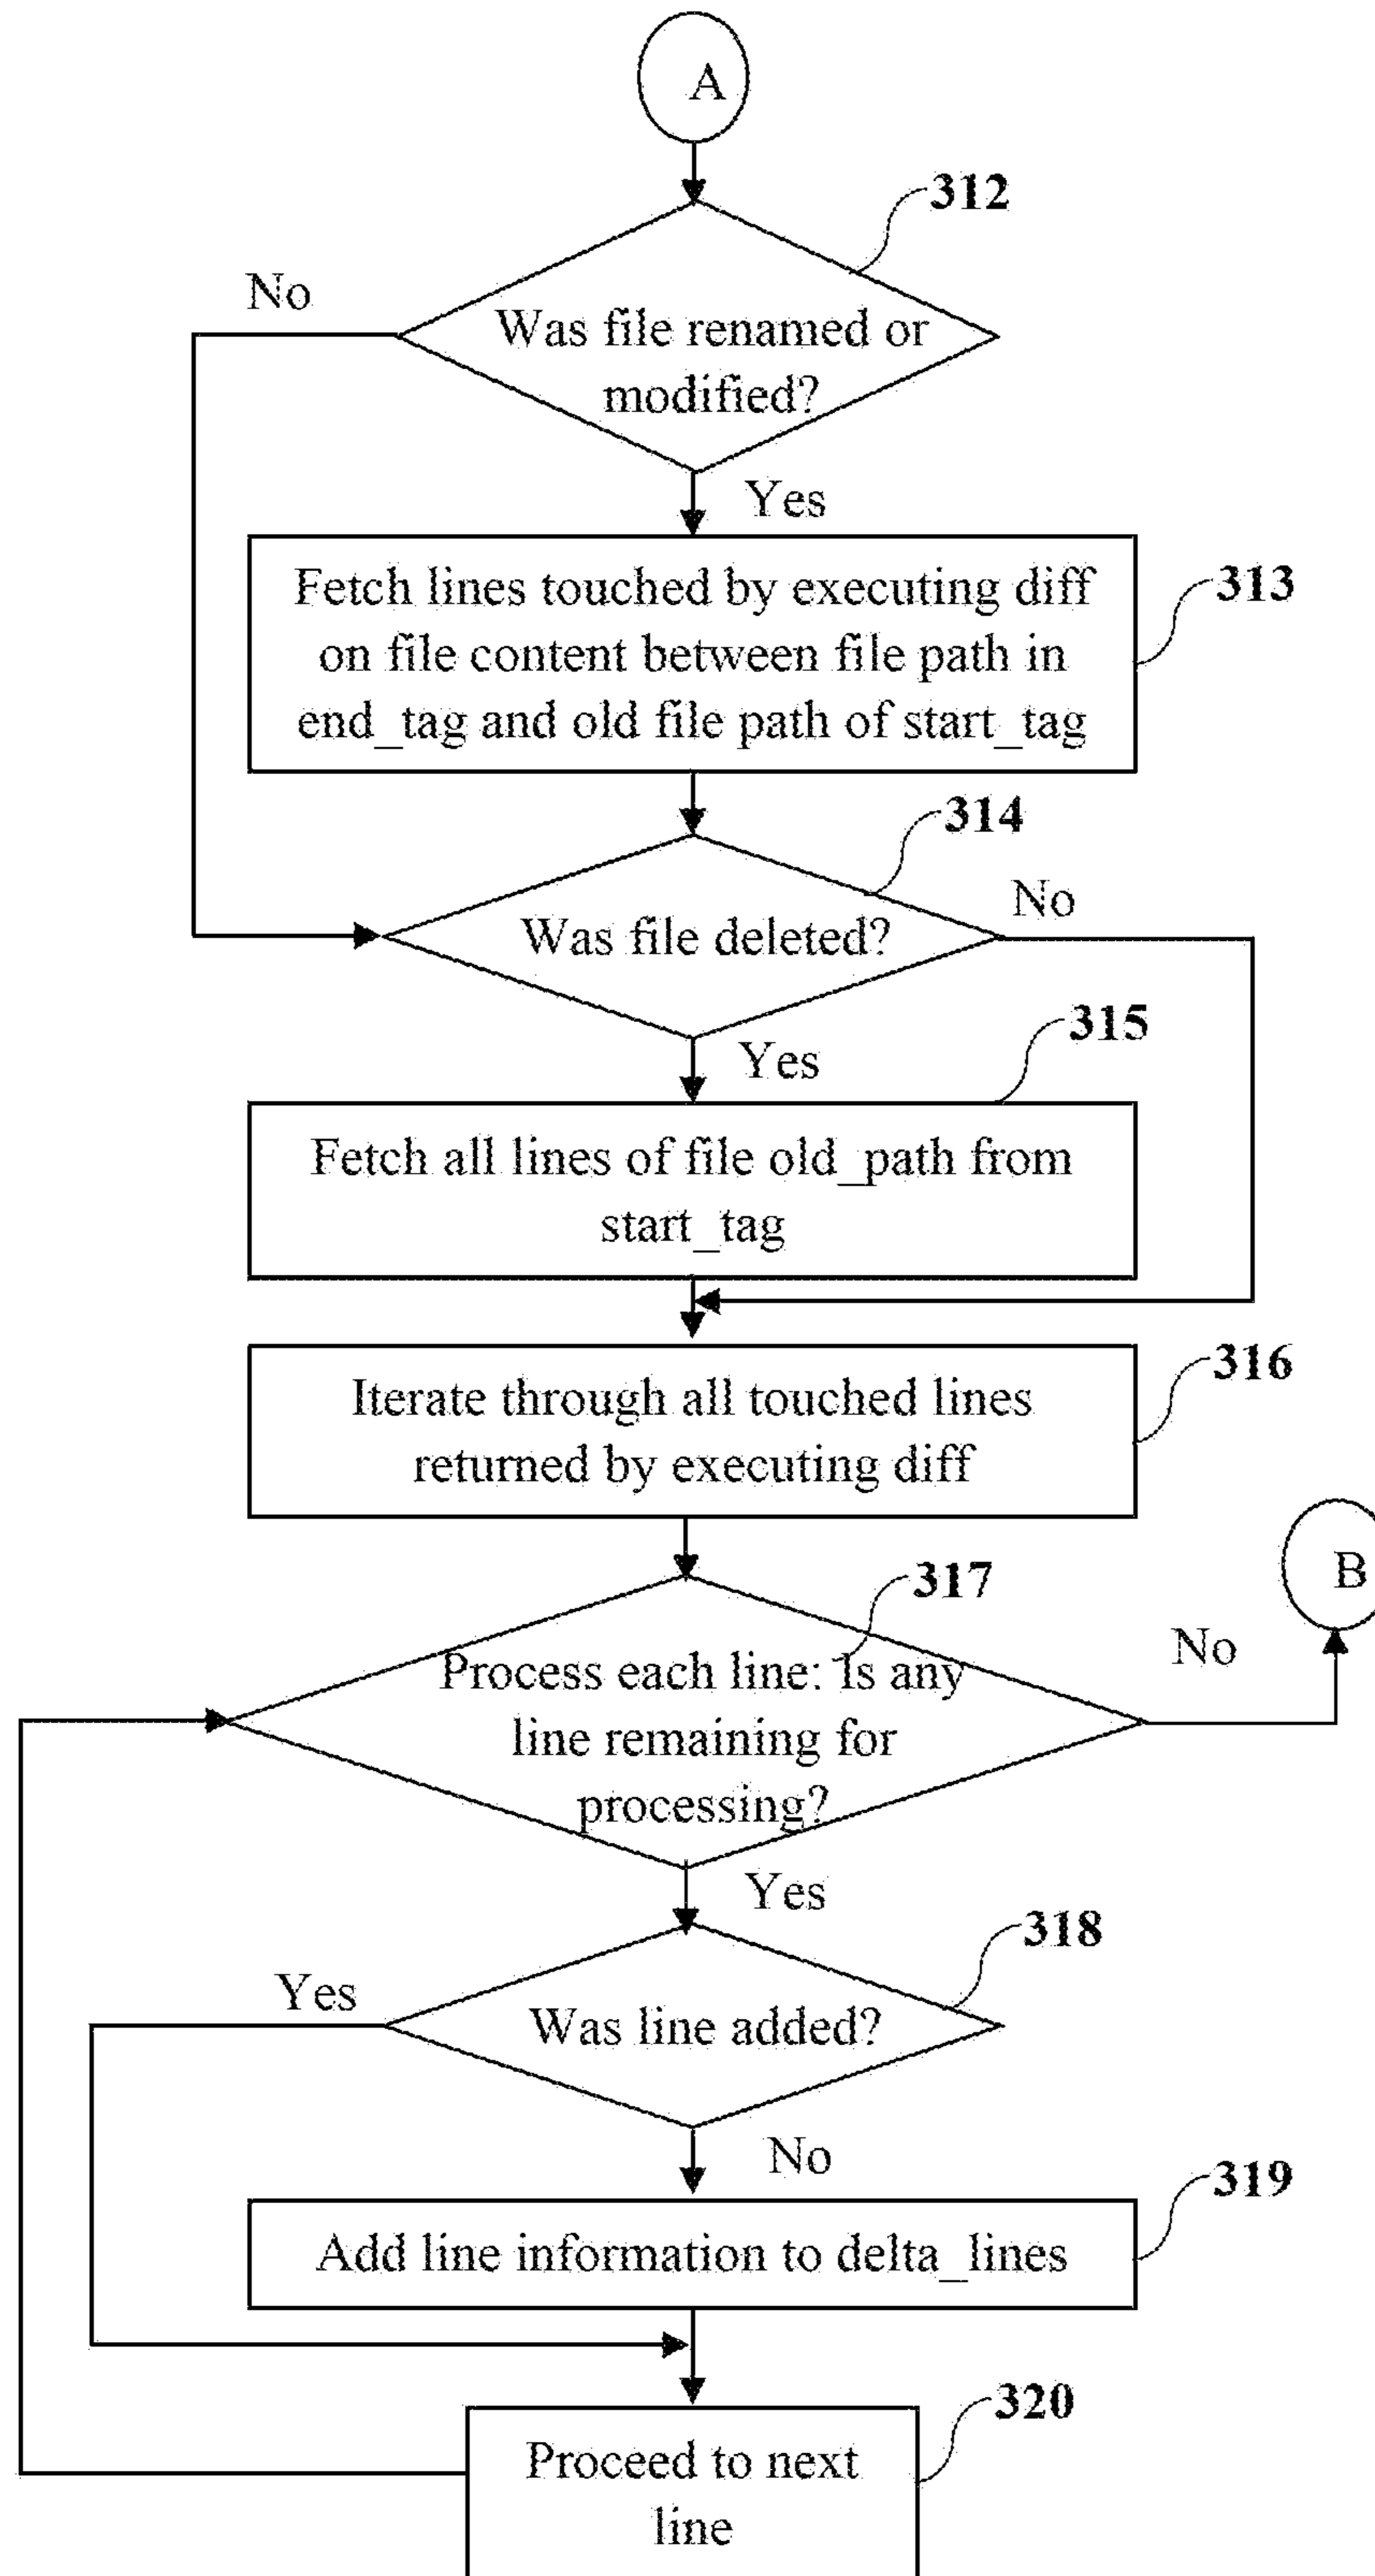 A
312
No
Was file renamed or
modified?
Yes
Fetch lines touched by executing diff
on file content between file path in
end_tag and old file path of start_tag
313
314
No
Was file deleted?
315
Yes
Fetch all lines of file old_path from
start_tag
Iterate through all touched lines
returned by executing diff
316
B
317
No
Process each line: Is any
line remaining for
processing?
Yes
318
Yes
Was line added?
No
319
Add line information to delta_lines
320
Proceed to next
line